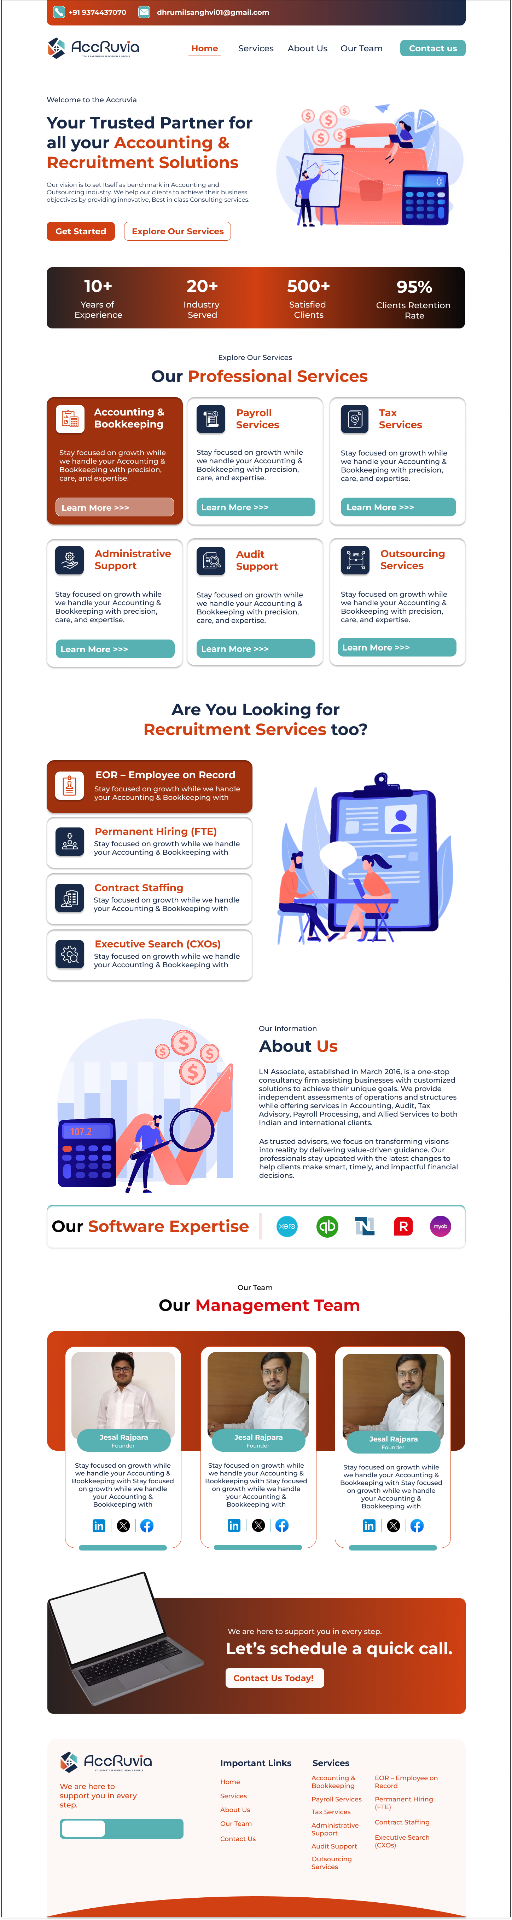 +91 9374437070
dhrumilsanghvi01@gmail.com
AccRuvia
Home
Services
About Us
Our Team
Contact us
Welcome to the Accruvia
Your Trusted Partner for
all your Accounting &
Recruitment Solutions
Our vision is to set itself as benchmark in Accounting and
Outsourcing industry. We help our clients to achieve their business
objectives by providing innovative, Best in class Consulting services.
Get Started
Explore Our Services
10+
Years of
Experience
20+
Industry
Served
500+
Satisfied
Clients
95%
Clients Retention
Rate
Explore Our Services
Our Professional Services
Accounting &
Bookkeeping
Stay focused on growth while
we handle your Accounting &
Bookkeeping with precision,
care, and expertise.
Learn More >>>
Payroll
Services
Stay focused on growth while
we handle your Accounting &
Bookkeeping with precision,
care, and expertise.
Learn More >>>
Tax
Services
Stay focused on growth while
we handle your Accounting &
Bookkeeping with precision,
care, and expertise.
Learn More >>>
Administrative
Support
Stay focused on growth while
we handle your Accounting &
Bookkeeping with precision,
care, and expertise.
Learn More >>>
Audit
Support
Stay focused on growth while
we handle your Accounting &
Bookkeeping with precision,
care, and expertise.
Learn More >>>
Outsourcing
Services
Stay focused on growth while
we handle your Accounting &
Bookkeeping with precision,
care, and expertise.
Learn More >>>
Are You Looking for
Recruitment Services too?
EOR – Employee on Record
Stay focused on growth while we handle
your Accounting & Bookkeeping with
Permanent Hiring (FTE)
Stay focused on growth while we handle
your Accounting & Bookkeeping with
Contract Staffing
Stay focused on growth while we handle
your Accounting & Bookkeeping with
Executive Search (CXOs)
Stay focused on growth while we handle
your Accounting & Bookkeeping with
107.2
Our Information
About Us
LN Associate, established in March 2016, is a one-stop
consultancy firm assisting businesses with customized
solutions to achieve their unique goals. We provide
independent assessments of operations and structures
while offering services in Accounting, Audit, Tax
Advisory, Payroll Processing, and Allied Services to both
Indian and international clients.
As trusted advisors, we focus on transforming visions
into reality by delivering value-driven guidance. Our
professionals stay updated with the latest changes to
help clients make smart, timely, and impactful financial
decisions.
Our Software Expertise
xero
qb
R
myob
Our Team
Our Management Team
Jesal Rajpara
Founder
Stay focused on growth while
we handle your Accounting &
Bookkeeping with Stay focused
on growth while we handle
your Accounting &
Bookkeeping with
Jesal Rajpara
Founder
Stay focused on growth while
we handle your Accounting &
Bookkeeping with Stay focused
on growth while we handle
your Accounting &
Bookkeeping with
Jesal Rajpara
Founder
Stay focused on growth while
we handle your Accounting &
Bookkeeping with Stay focused
on growth while we handle
your Accounting &
Bookkeeping with
We are here to support you in every step.
Let's schedule a quick call.
Contact Us Today!
AccRuvia
We are here to
support you in every
step.
Important Links
Home
Services
About Us
Our Team
Contact Us
Services
Accounting &
Bookkeeping
Payroll Services
Tax Services
Administrative
Support
Audit Support
Outsourcing
Services
EOR – Employee on
Record
Permanent Hiring
(FTE)
Contract Staffing
Executive Search
(CXOs)